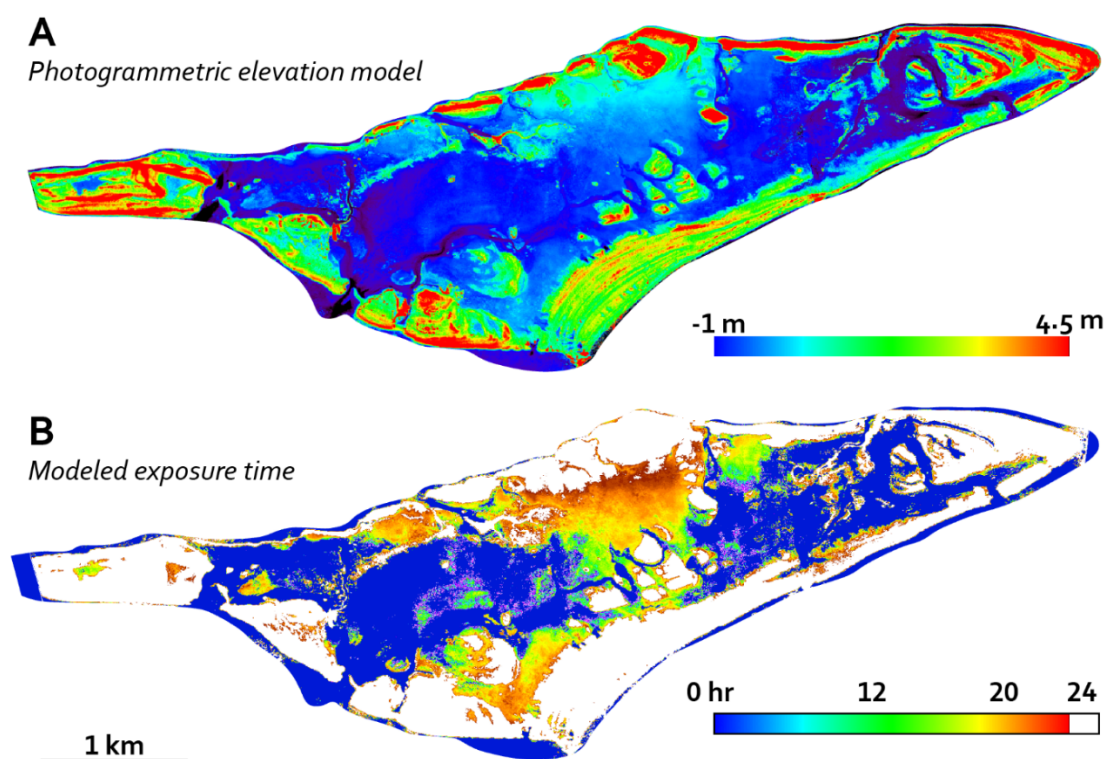 A
Photogrammetric elevation model
-1 m 4.5 m
B
Modeled exposure time
0 hr 12 20 24
1 km